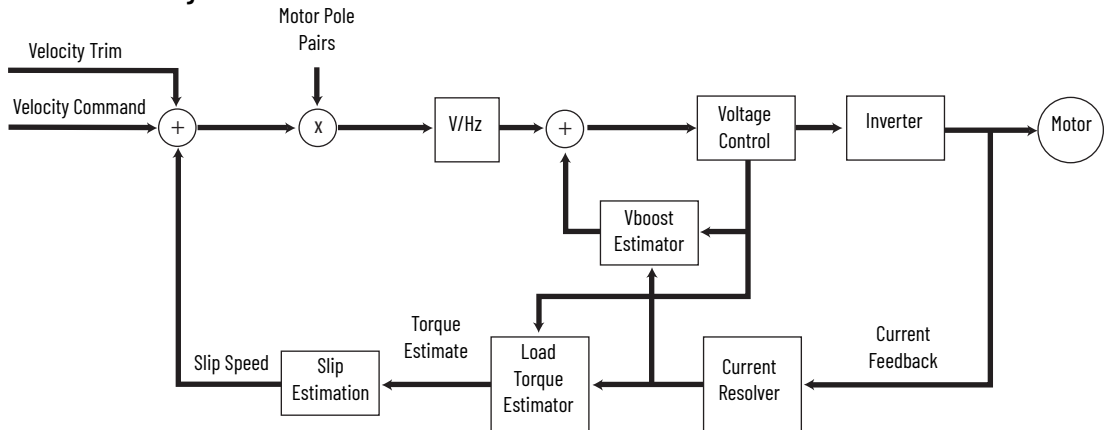 Motor Pole
Pairs
Velocity Trim
Velocity Command
+
x
V/Hz
+
Voltage
Control
Inverter
Motor
Vboost
Estimator
Torque
Estimate
Current
Feedback
Slip Speed
Slip
Estimation
Load
Torque
Estimator
Current
Resolver